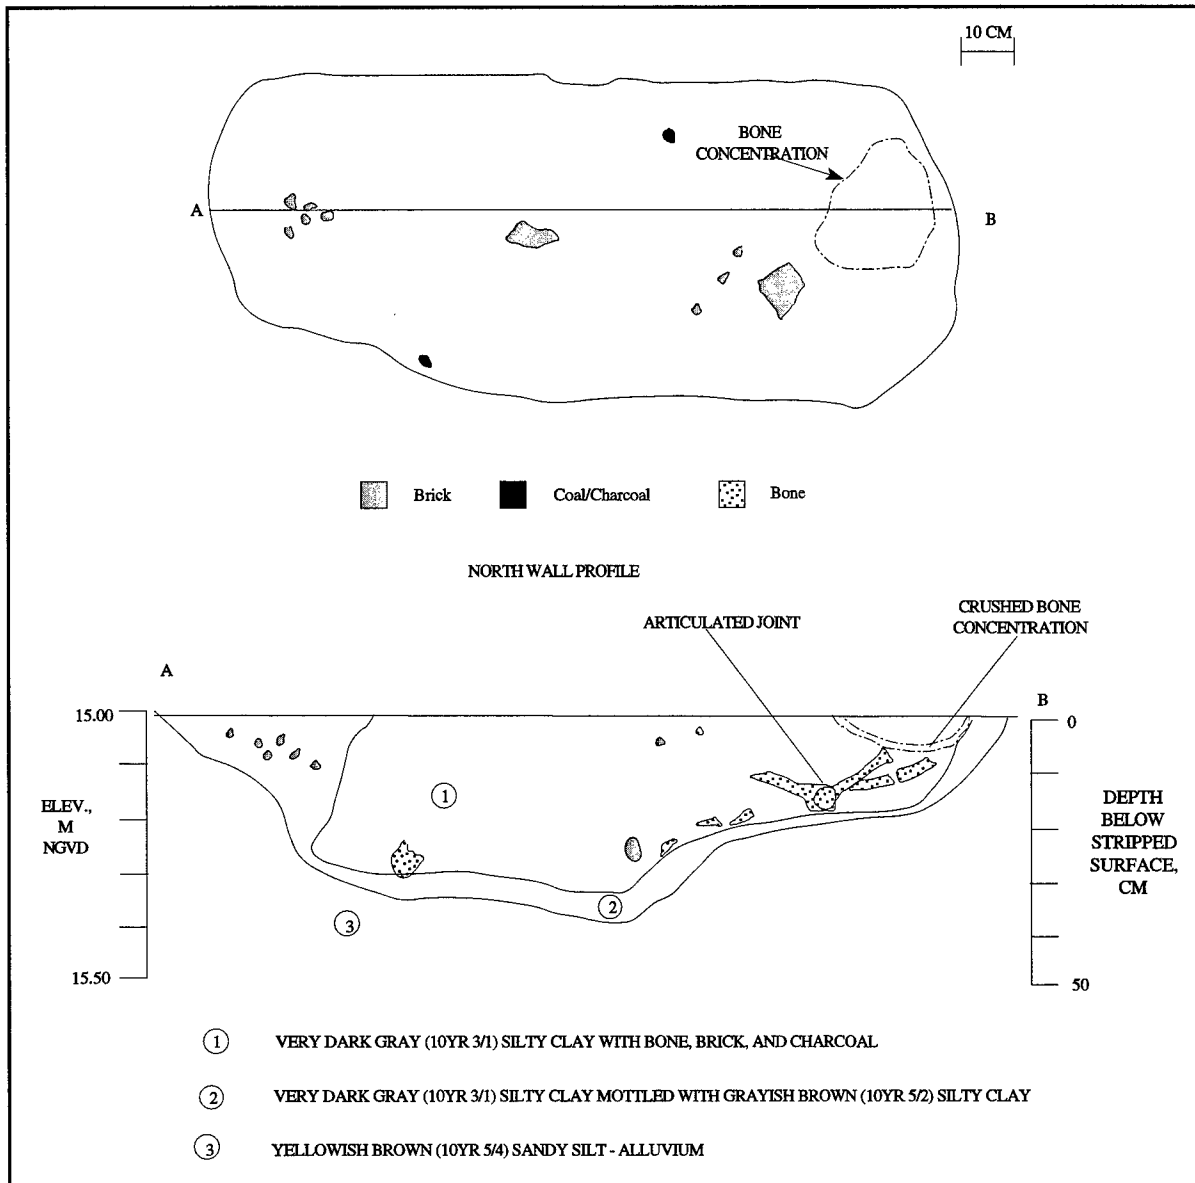 10 CM
BONE
CONCENTRATION
A
B
Brick
Coal/Charcoal
Bone
NORTH WALL PROFILE
ARTICULATED JOINT
CRUSHED BONE
CONCENTRATION
A
B
15.00
0
1
ELEV.,
M
NGVD
DEPTH
BELOW
STRIPPED
SURFACE,
CM
2
3
15.50
50
1 VERY DARK GRAY (10YR 3/1) SILTY CLAY WITH BONE, BRICK, AND CHARCOAL
2 VERY DARK GRAY (10YR 3/1) SILTY CLAY MOTTLED WITH GRAYISH BROWN (10YR 5/2) SILTY CLAY
3 YELLOWISH BROWN (10YR 5/4) SANDY SILT - ALLUVIUM